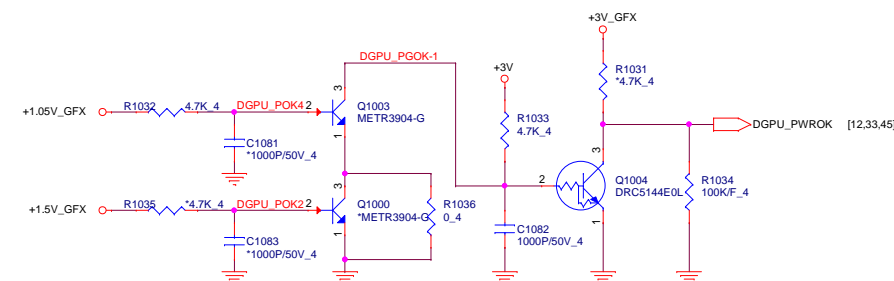 +3V_GFX
DGPU_PGOK-1
+3V
R1031
*4.7K_4
+1.05V_GFX
R1032
4.7K_4
DGPU_POK4
2
3
1
Q1003
METR3904-G
R1033
4.7K_4
DGPU_PWROK
[12,33,45]
C1081
*1000P/50V_4
2
3
1
Q1004
DRC5144E0L
R1034
100K/F_4
+1.5V_GFX
R1035
*4.7K_4
DGPU_POK2
2
3
1
Q1000
*METR3904-G
R1036
0_4
C1083
*1000P/50V_4
C1082
1000P/50V_4